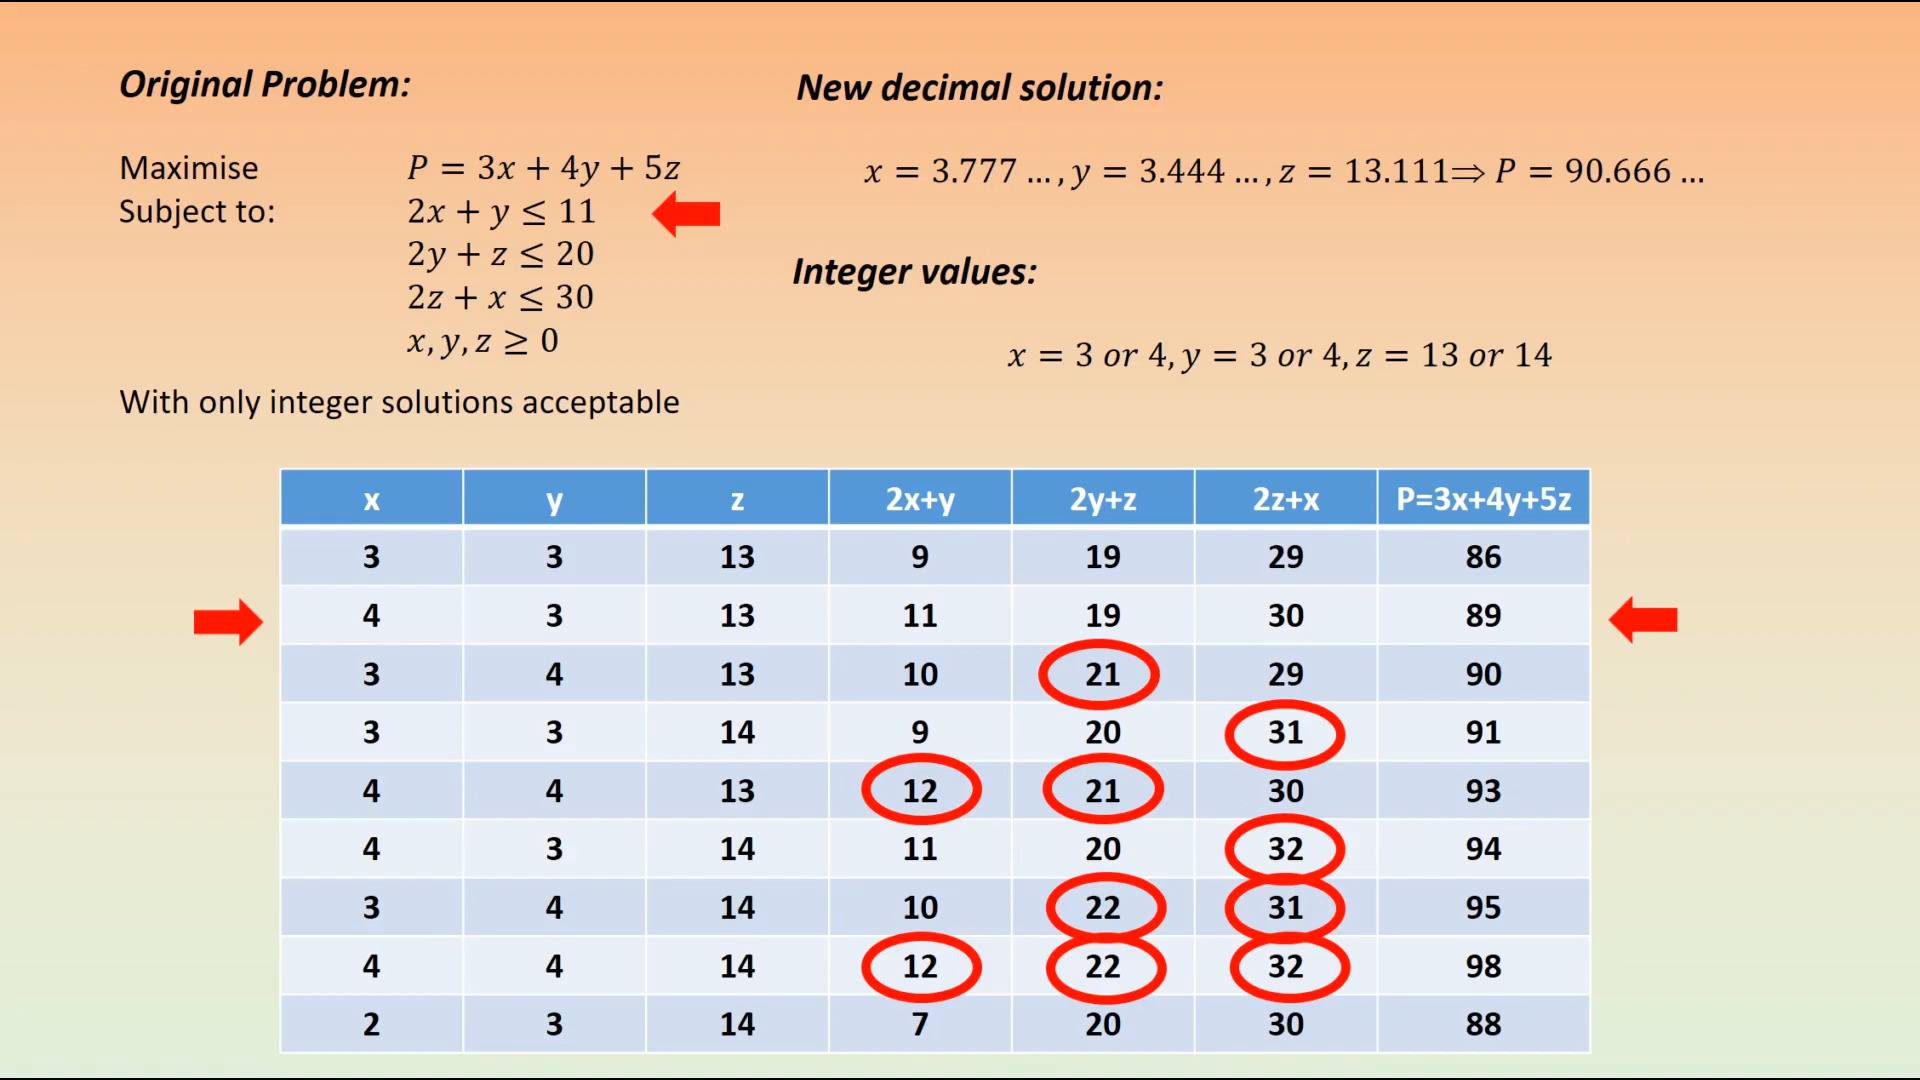 Original Problem:
Maximise P = 3x + 4y + 5z
Subject to: 2x + y ≤ 11
2y + z ≤ 20
2z + x ≤ 30
x, y, z ≥ 0
With only integer solutions acceptable
New decimal solution:
x = 3.777 …, y = 3.444 …, z = 13.111⇒ P = 90.666 …
Integer values:
x = 3 or 4, y = 3 or 4, z = 13 or 14
x y z 2x+y 2y+z 2z+x P=3x+4y+5z
3 3 13 9 19 29 86
4 3 13 11 19 30 89
3 4 13 10 21 29 90
3 3 14 9 20 31 91
4 4 13 12 21 30 93
4 3 14 11 20 32 94
3 4 14 10 22 31 95
4 4 14 12 22 32 98
2 3 14 7 20 30 88